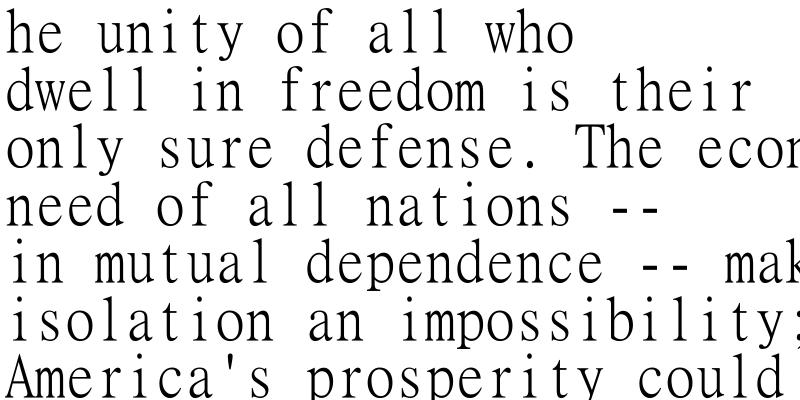 he unity of all who
dwell in freedom is their
only sure defense. The econ
need of all nations --
in mutual dependence -- mak
isolation an impossibility;
America's prosperity could